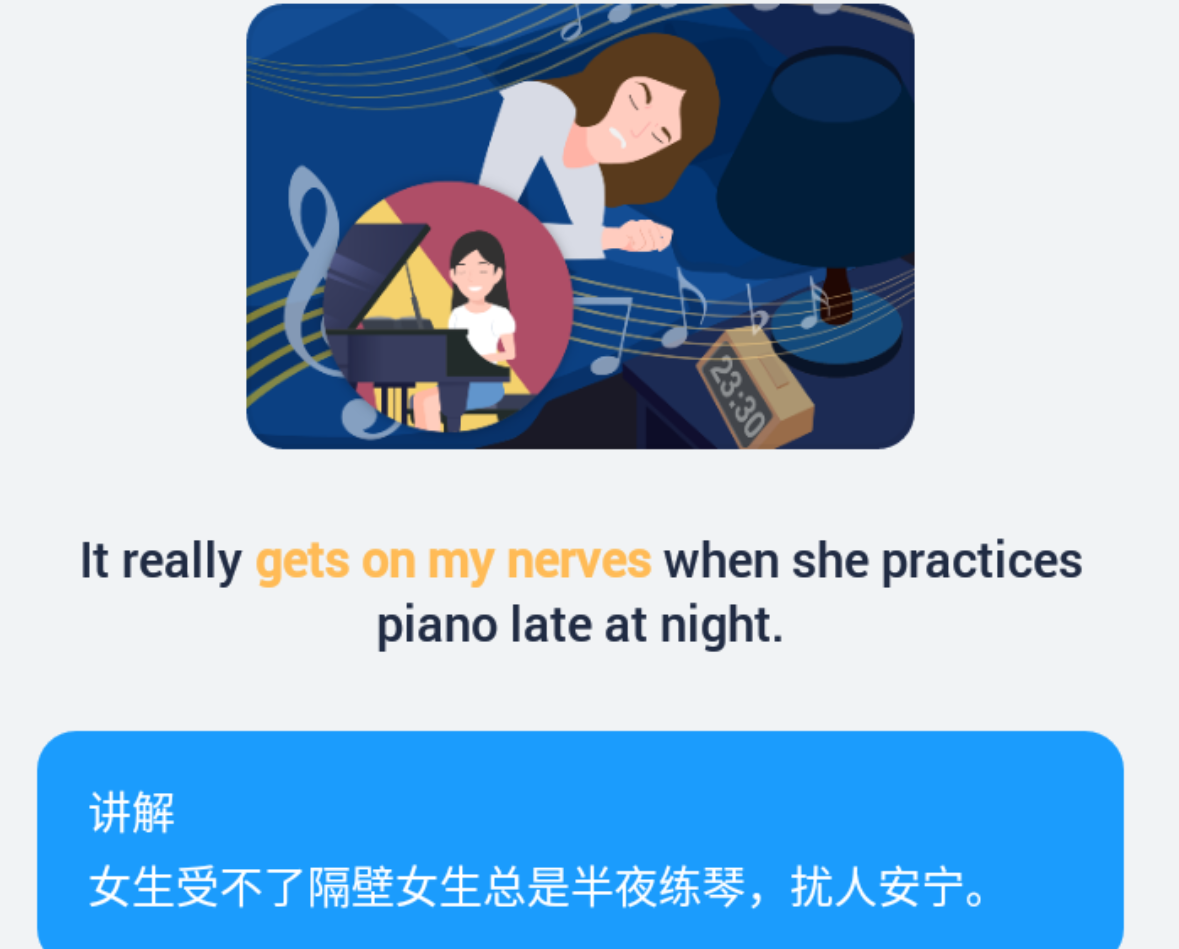 23:30
It really gets on my nerves when she practices
piano late at night.
讲解
女生受不了隔壁女生总是半夜练琴，扰人安宁。